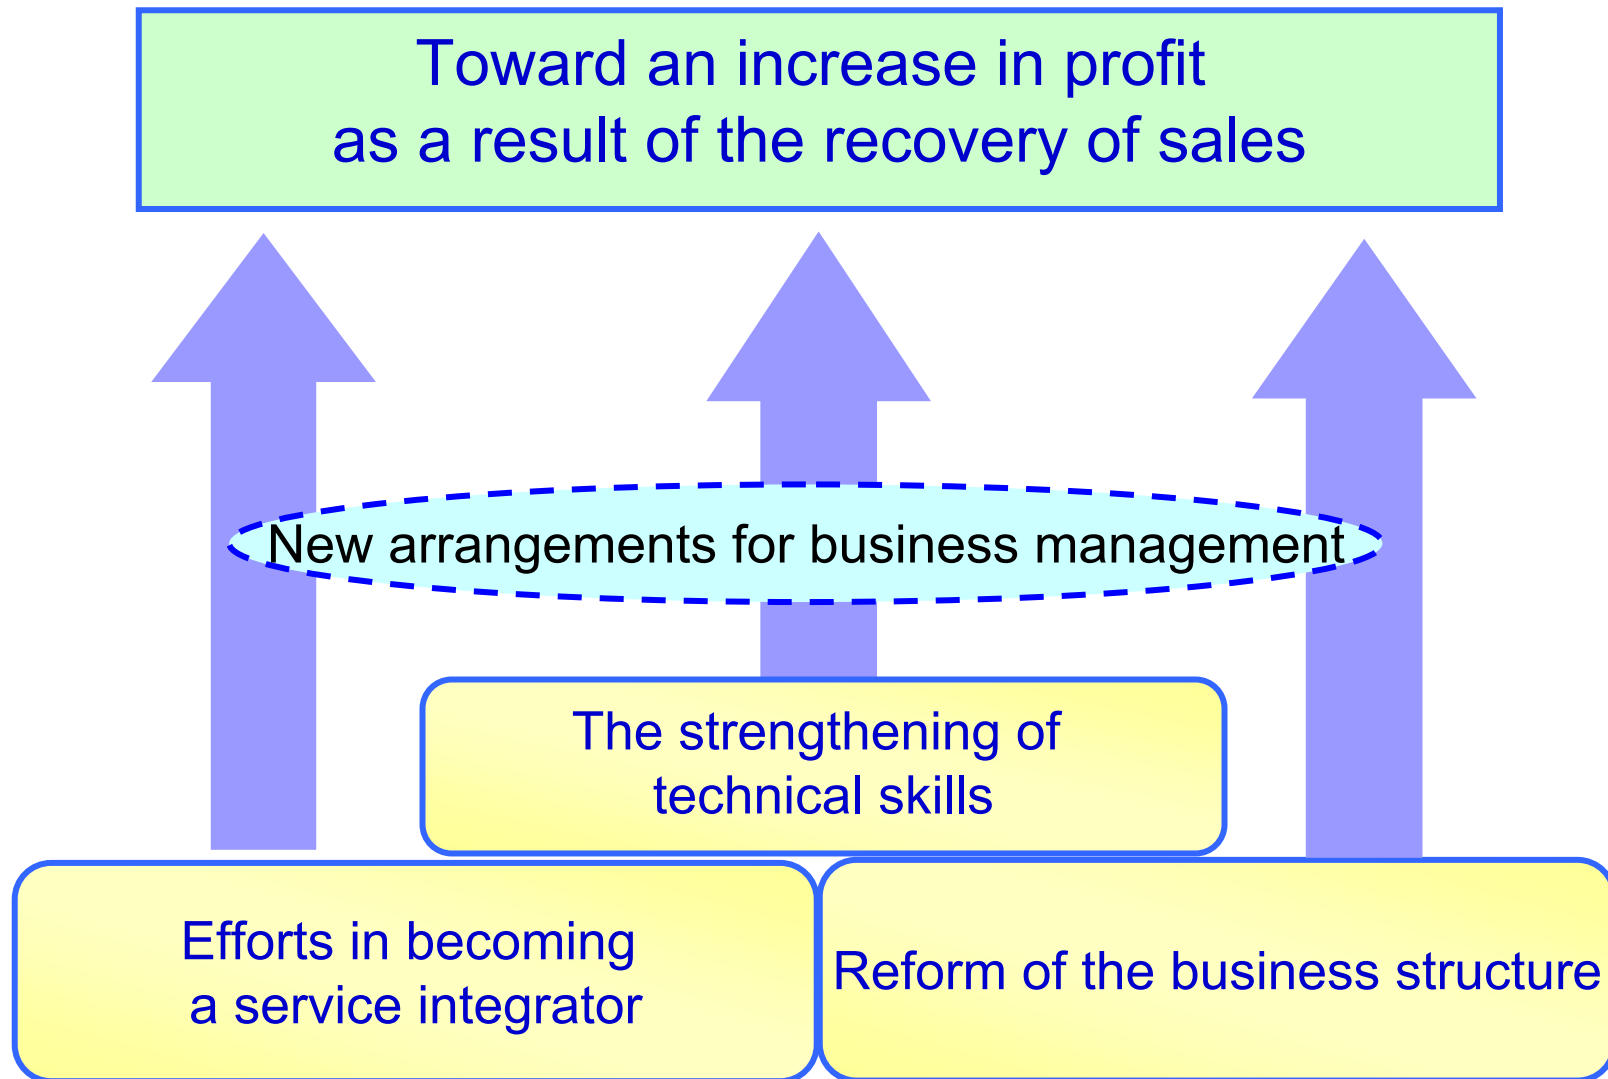 Toward an increase in profit
as a result of the recovery of sales
New arrangements for business management
The strengthening of
technical skills
Efforts in becoming
a service integrator
Reform of the business structure